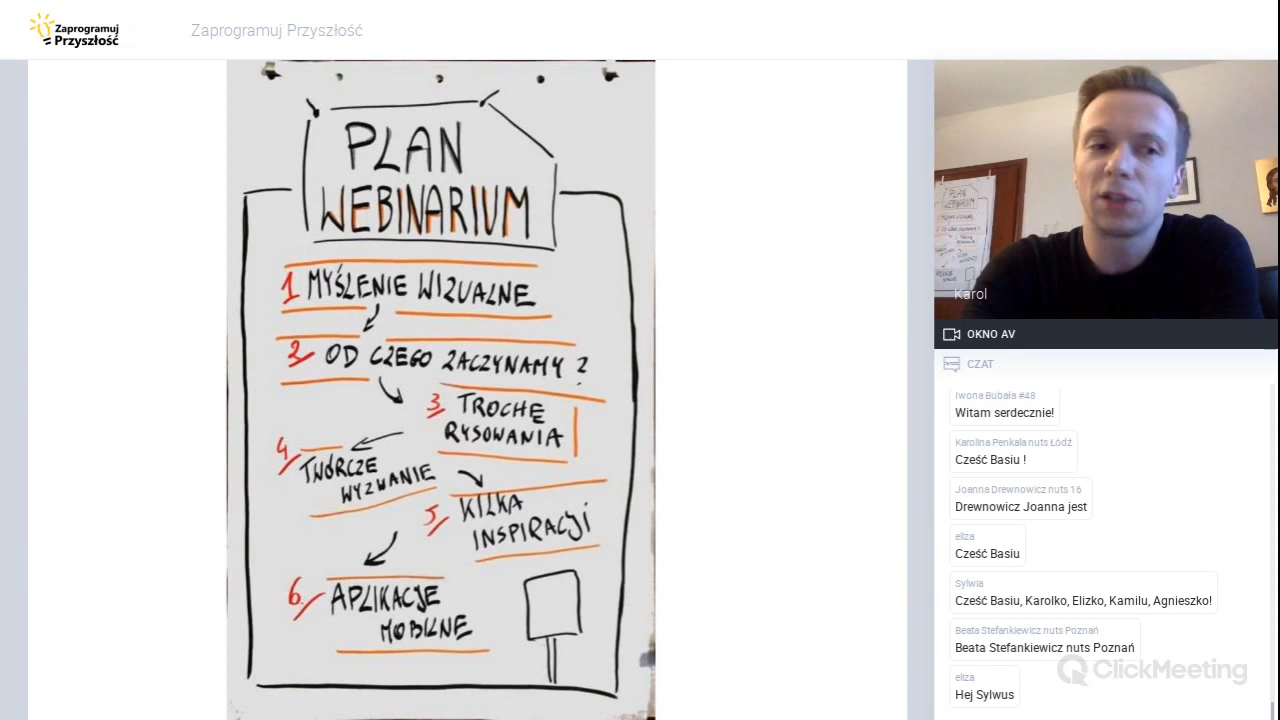 Zaprogramuj
Przyszłość
Zaprogramuj Przyszłość
PLAN
WEBINARIUM
1 MYŚLENIE WIZUALNE
2 OD CZEGO ZACZYNAMY ?
3 TROCHĘ
RYSOWANIA
4 TWÓRCZE
WYZWANIE
5 KILKA
INSPIRACJI
6. APLIKACJE
MOBILNE
PLAN
WEBINARIUM
Karol
OKNO AV
CZAT
Iwona Bubała #48
Witam serdecznie!
Karolina Penkala nuts Łódź
Cześć Basiu !
Joanna Drewnowicz nuts 16
Drewnowicz Joanna jest
eliza
Cześć Basiu
Sylwia
Cześć Basiu, Karolko, Elizko, Kamilu, Agnieszko!
Beata Stefankiewicz nuts Poznań
Beata Stefankiewicz nuts Poznań
eliza
Hej Sylwus
ClickMeeting